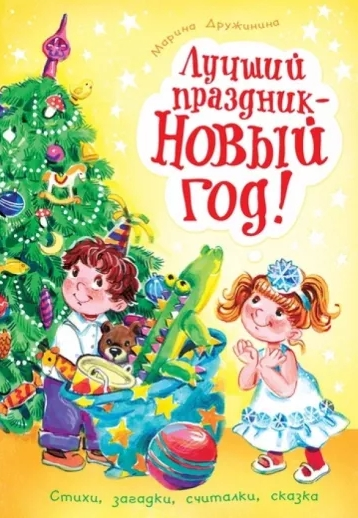 Марина Дружинина
Лучший
праздник-
Новый
год!
Стихи, загадки, считалки, сказка